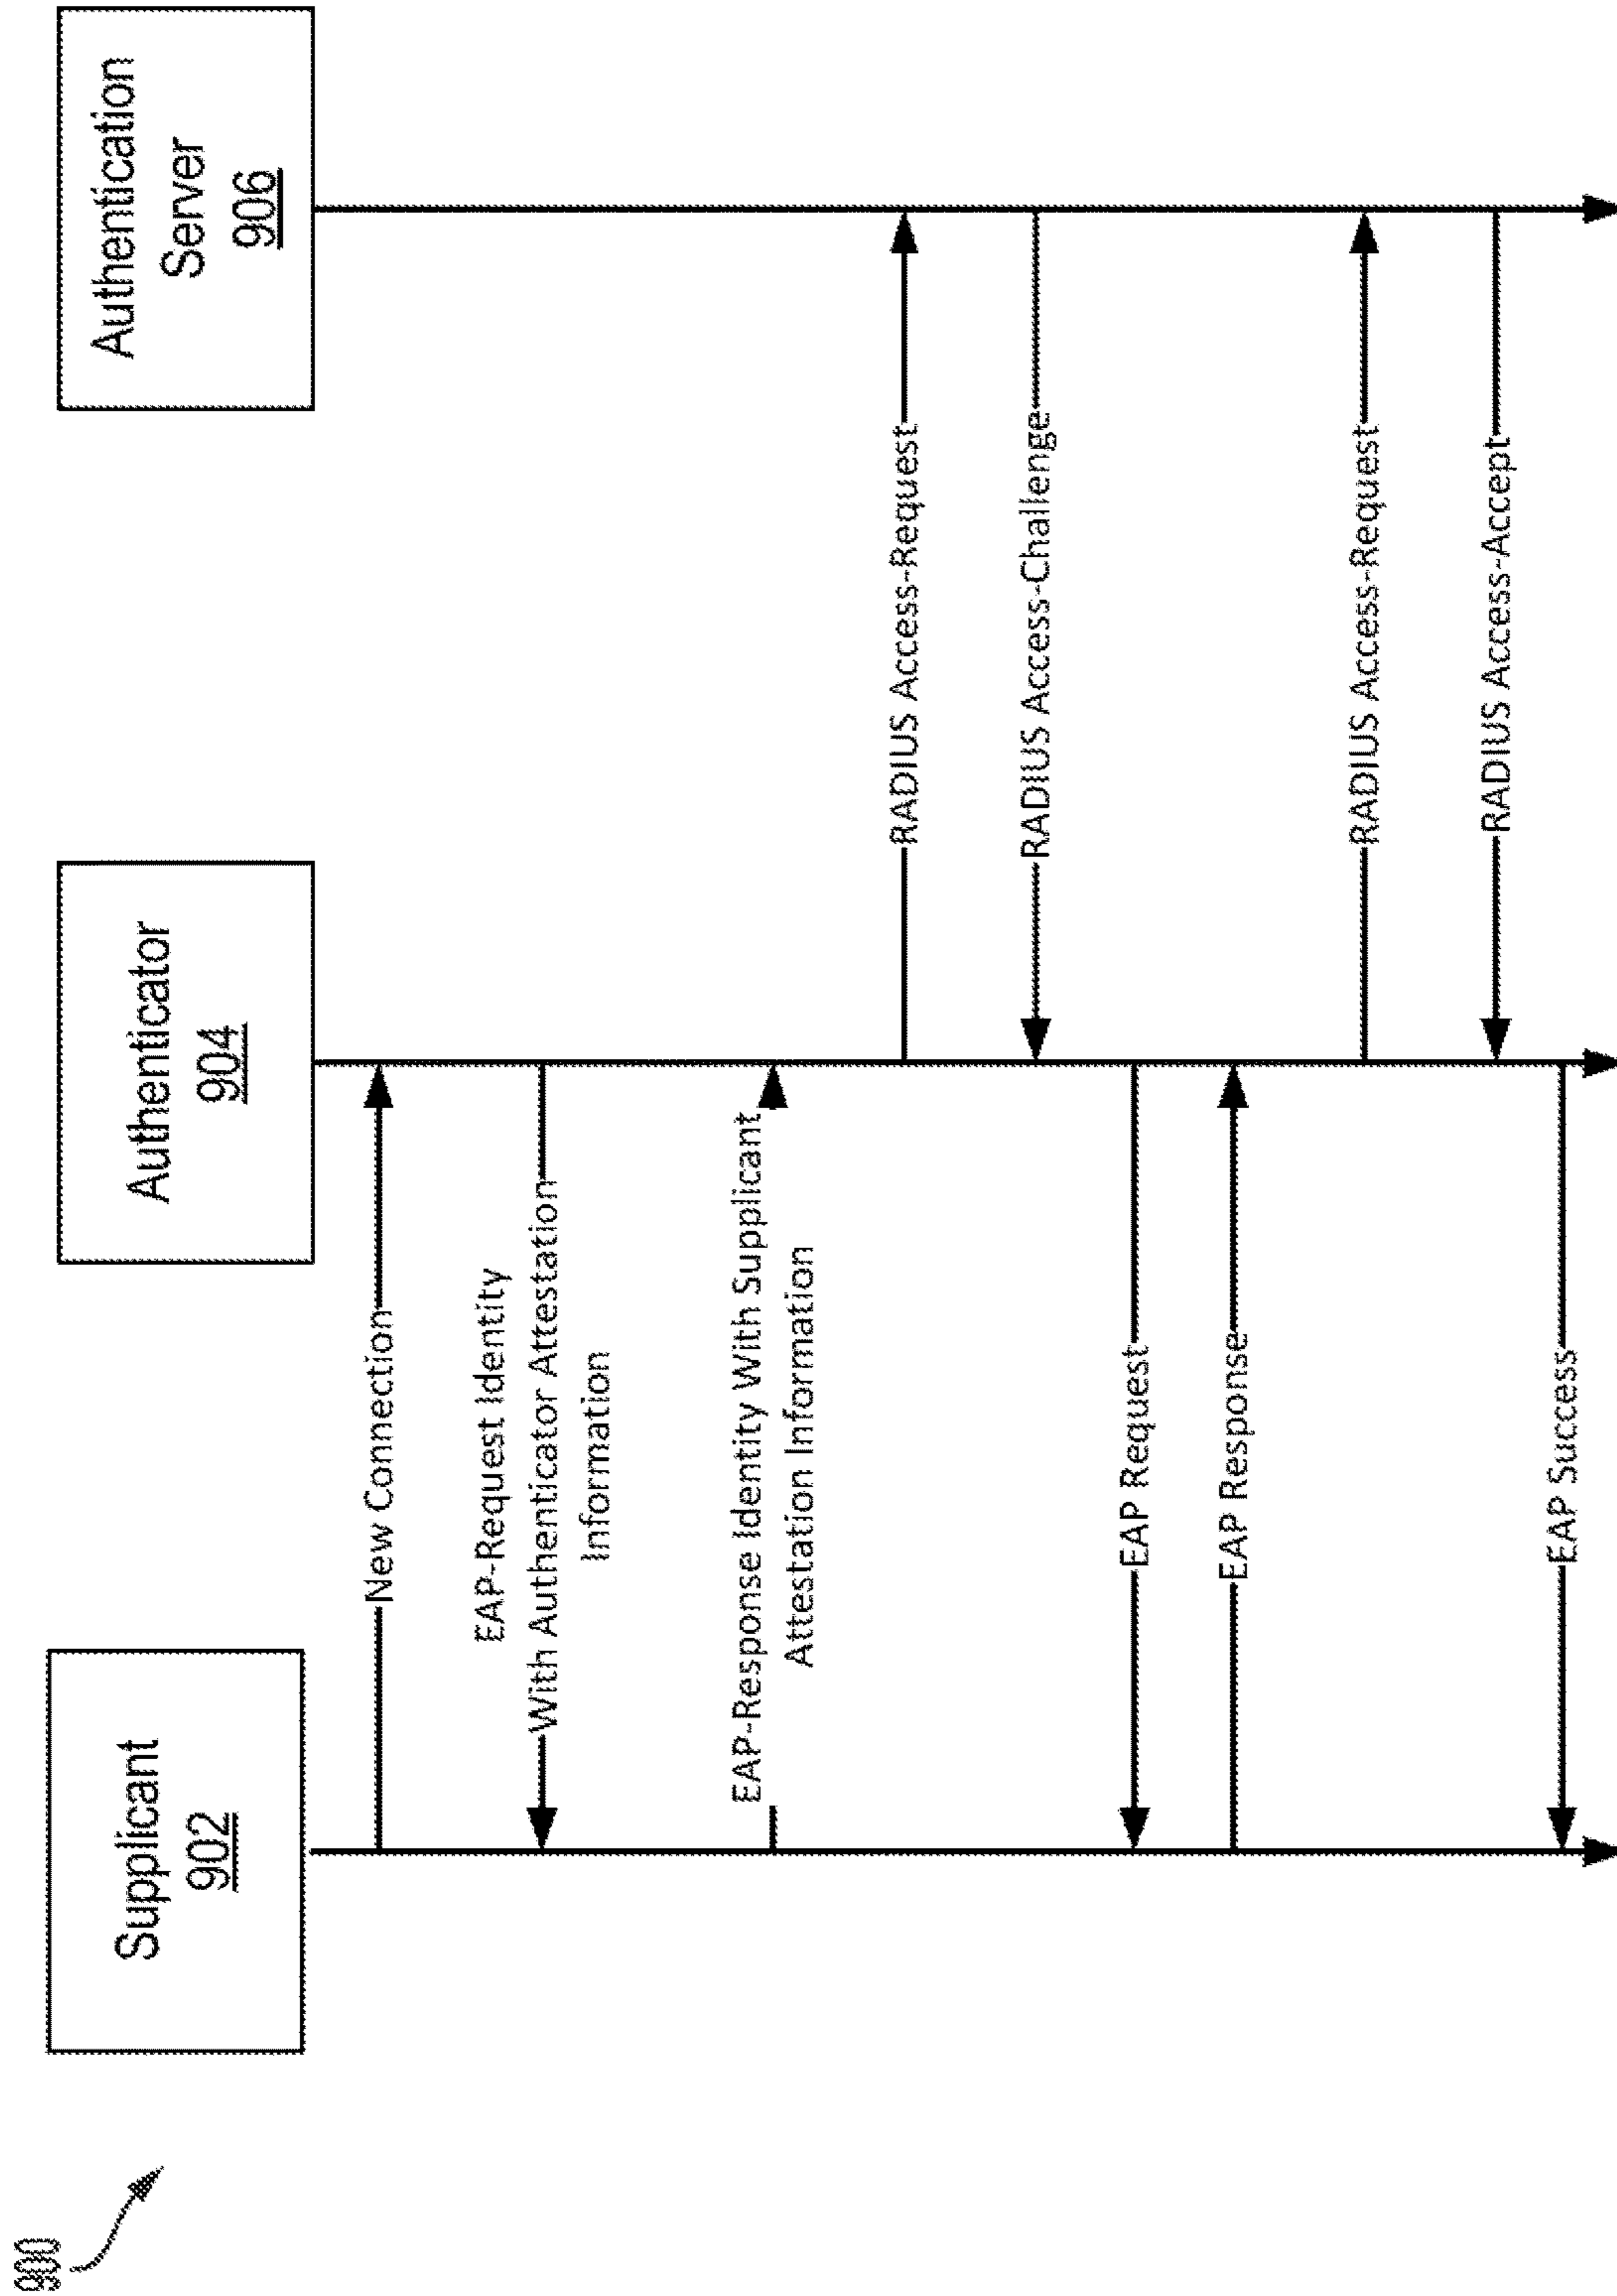 900
Supplicant
902
Authenticator
904
Authentication
Server
906
New Connection
EAP-Request Identity
With Authenticator Attestation
Information
EAP-Response Identity With Supplicant
Attestation Information
RADIUS Access-Request
RADIUS Access-Challenge
EAP Request
EAP Response
RADIUS Access-Request
RADIUS Access-Accept
EAP Success